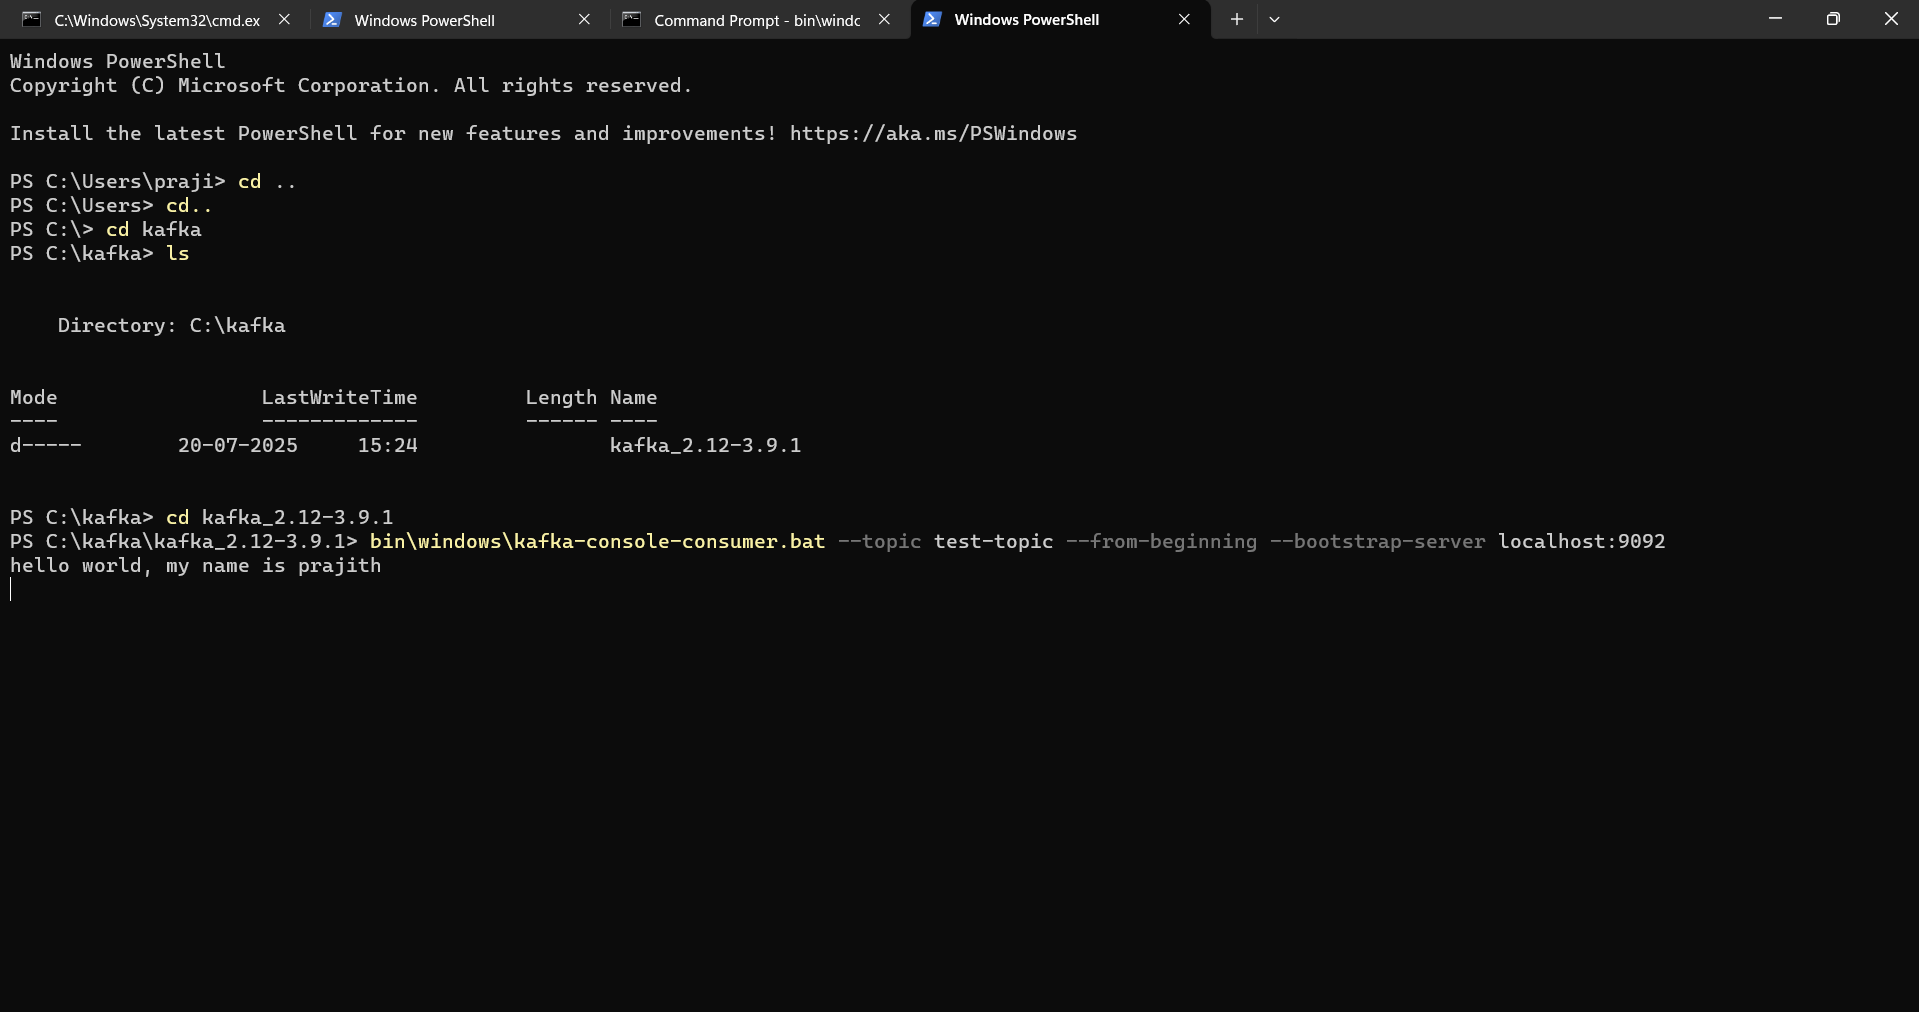 C:\Windows\System32\cmd.ex
Windows PowerShell
Command Prompt - bin\windc
Windows PowerShell
Windows PowerShell
Copyright (C) Microsoft Corporation. All rights reserved.
Install the latest PowerShell for new features and improvements! https://aka.ms/PSWindows
PS C:\Users\praji> cd ..
PS C:\Users> cd..
PS C:\> cd kafka
PS C:\kafka> ls
Directory: C:\kafka
Mode                 LastWriteTime         Length Name
----                 -------------         ------ ----
d-----        20-07-2025     15:24                kafka_2.12-3.9.1
PS C:\kafka> cd kafka_2.12-3.9.1
PS C:\kafka\kafka_2.12-3.9.1> bin\windows\kafka-console-consumer.bat --topic test-topic --from-beginning --bootstrap-server localhost:9092
hello world, my name is prajith